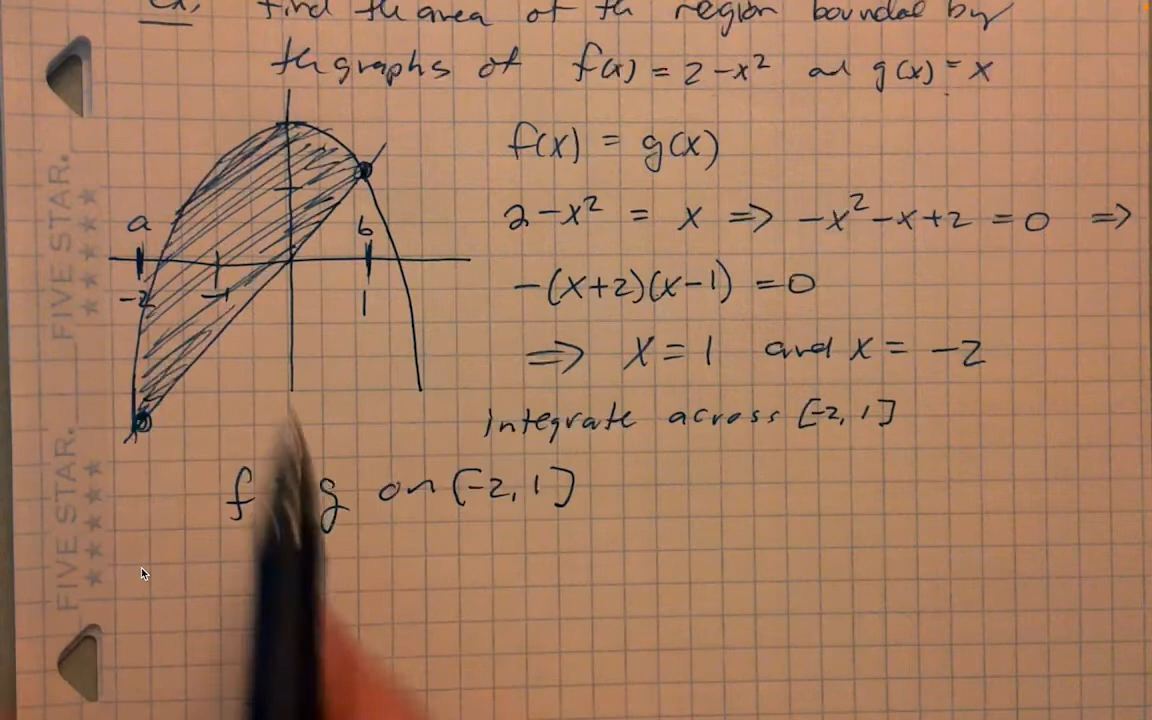 Ex. Find the area of th region bounded by
th graphs of f(x) = 2 - x² and g(x) = x
f(x) = g(x)
2 - x² = x ⇒ -x² - x + 2 = 0 ⇒
-(x+2)(x-1) = 0
⇒ x = 1 and x = -2
integrate across [-2, 1]
a b
-2 -1 1
f g on [-2, 1]
FIVE STAR.
FIVE STAR.